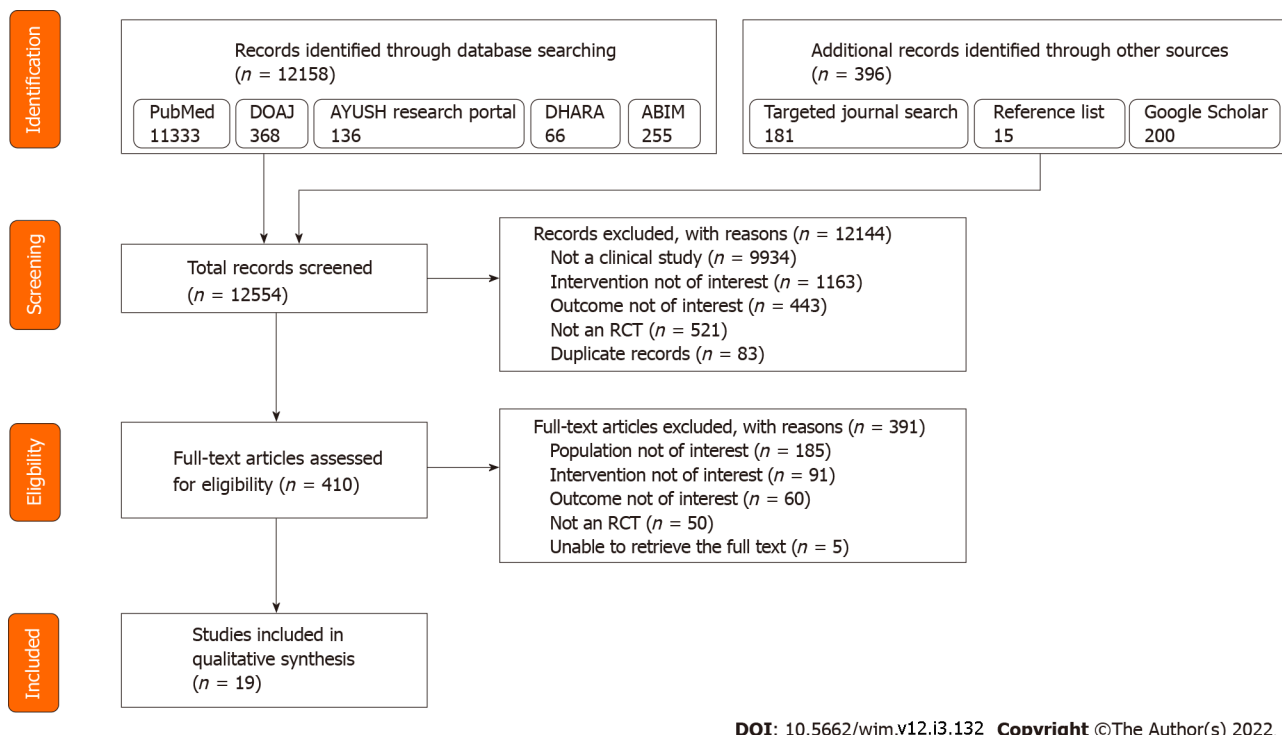 Identification
Records identified through database searching
(n = 12158)
PubMed
11333
DOAJ
368
AYUSH research portal
136
DHARA
66
ABIM
255
Additional records identified through other sources
(n = 396)
Targeted journal search
181
Reference list
15
Google Scholar
200
Screening
Total records screened
(n = 12554)
Records excluded, with reasons (n = 12144)
Not a clinical study (n = 9934)
Intervention not of interest (n = 1163)
Outcome not of interest (n = 443)
Not an RCT (n = 521)
Duplicate records (n = 83)
Eligbility
Full-text articles assessed
for eligibility (n = 410)
Full-text articles excluded, with reasons (n = 391)
Population not of interest (n = 185)
Intervention not of interest (n = 91)
Outcome not of interest (n = 60)
Not an RCT (n = 50)
Unable to retrieve the full text (n = 5)
Included
Studies included in
qualitative synthesis
(n = 19)
DOI: 10.5662/wjm.v12.i3.132 Copyright ©The Author(s) 2022.